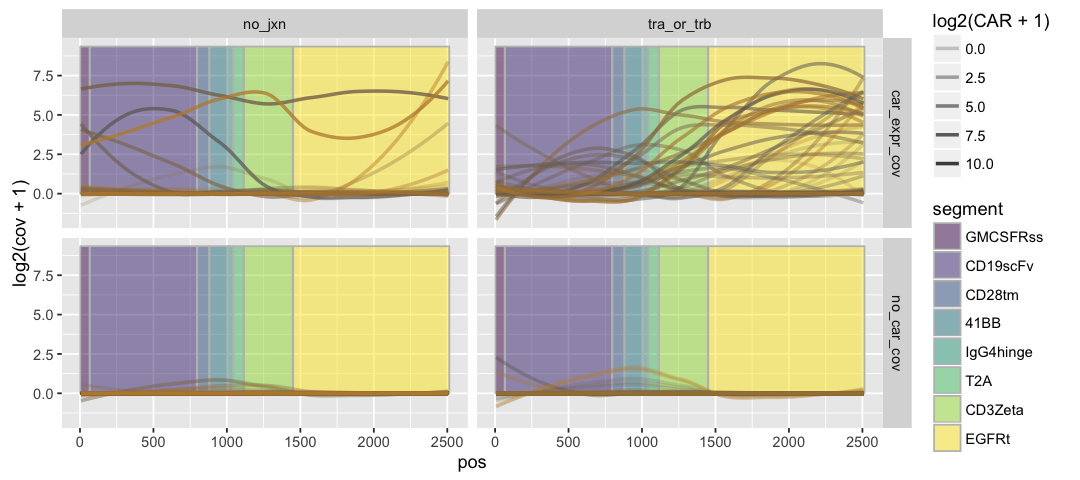 no_jxn
tra_or_trb
log2(CAR + 1)
0.0
2.5
5.0
7.5
10.0
7.5
5.0
2.5
0.0
car_expr_cov
log2(cov + 1)
segment
GMCSFRss
CD19scFv
CD28tm
41BB
IgG4hinge
T2A
CD3Zeta
EGFRt
7.5
5.0
2.5
0.0
no_car_cov
0 500 1000 1500 2000 2500
0 500 1000 1500 2000 2500
pos